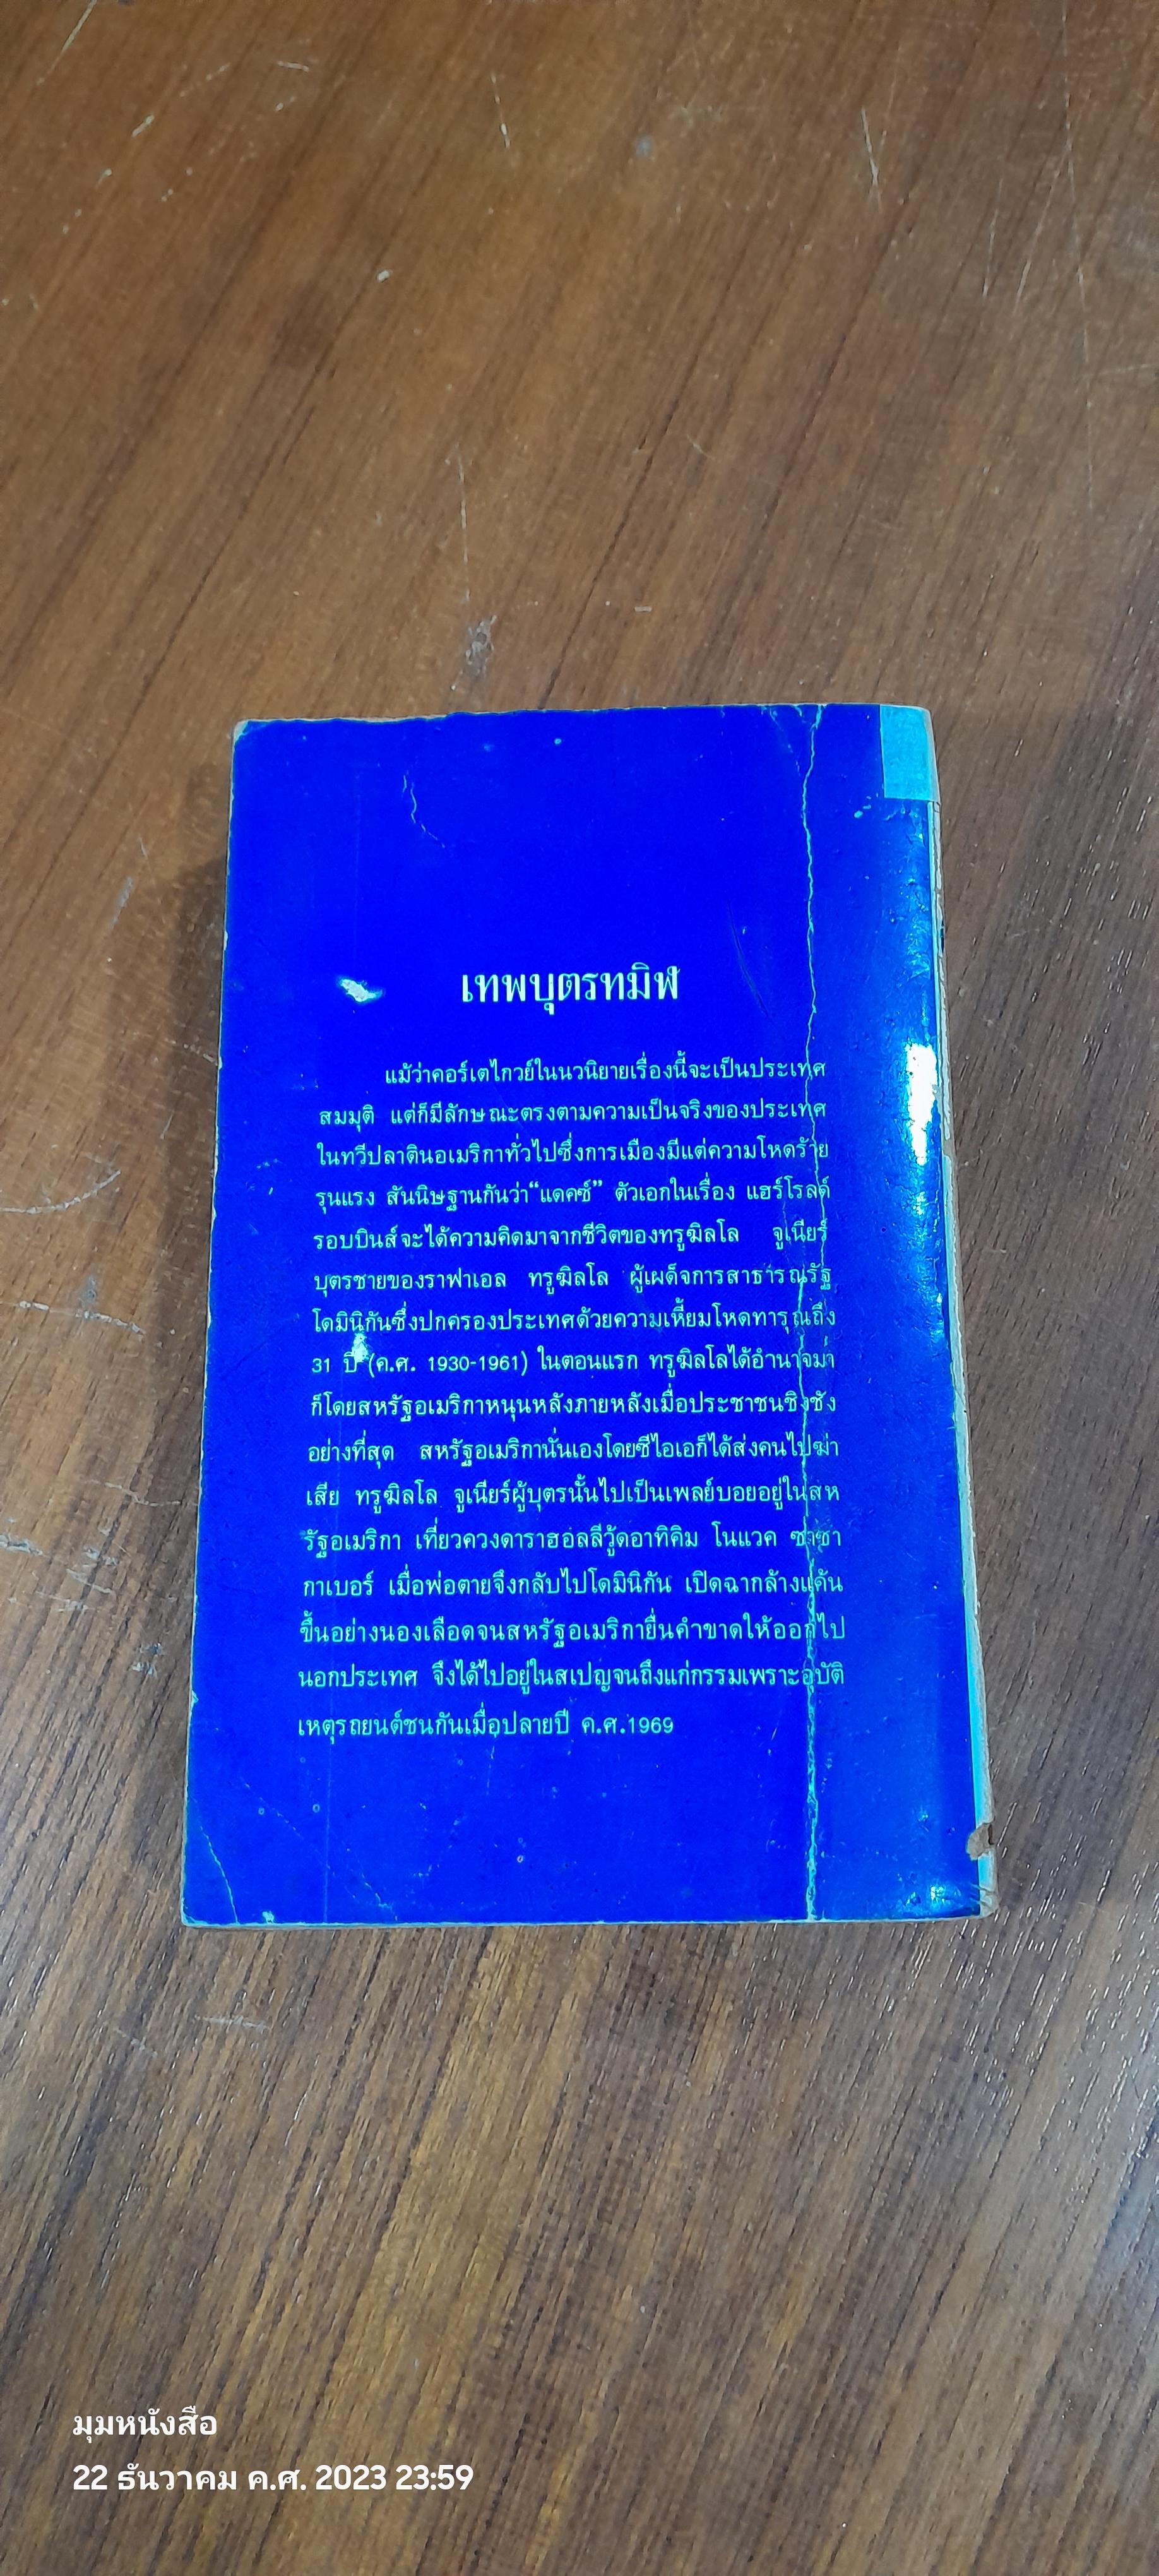 เทพบุตรทมิฬ
แม้ว่าคอร์เตไกวย์ในนวนิยายเรื่องนี้จะเป็นประเทศ
สมมุติ แต่ก็มีลักษณะตรงตามความเป็นจริงของประเทศ
ในทวีปลาตินอเมริกาทั่วไปซึ่งการเมืองมีแต่ความโหดร้าย
รุนแรง สันนิษฐานกันว่า“แดคซ์” ตัวเอกในเรื่อง แฮร์โรลด์
รอบบินส์จะได้ความคิดมาจากชีวิตของทรูฆิลโล จูเนียร์
บุตรชายของราฟาเอล ทรูฆิลโล ผู้เผด็จการสาธารณรัฐ
โดมินิกันซึ่งปกครองประเทศด้วยความเหี้ยมโหดทารุณถึง
31 ปี (ค.ศ. 1930-1961) ในตอนแรก ทรูฆิลโลได้อำนาจมา
ก็โดยสหรัฐอเมริกาหนุนหลังภายหลังเมื่อประชาชนชิงชัง
อย่างที่สุด สหรัฐอเมริกานั่นเองโดยซีไอเอก็ได้ส่งคนไปฆ่า
เสีย ทรูฆิลโล จูเนียร์ผู้บุตรนั้นไปเป็นเพลย์บอยอยู่ในสห
รัฐอเมริกา เที่ยวควงดาราฮอลลีวู้ดอาทิคิม โนแวค ซาซา
กาเบอร์ เมื่อพ่อตายจึงกลับไปโดมินิกัน เปิดฉากล้างแค้น
ขึ้นอย่างนองเลือดจนสหรัฐอเมริกายื่นคำขาดให้ออกไป
นอกประเทศ จึงได้ไปอยู่ในสเปญจนถึงแก่กรรมเพราะอุบัติ
เหตุรถยนต์ชนกันเมื่อปลายปี ค.ศ.1969
มุมหนังสือ
22 ธันวาคม ค.ศ. 2023 23:59